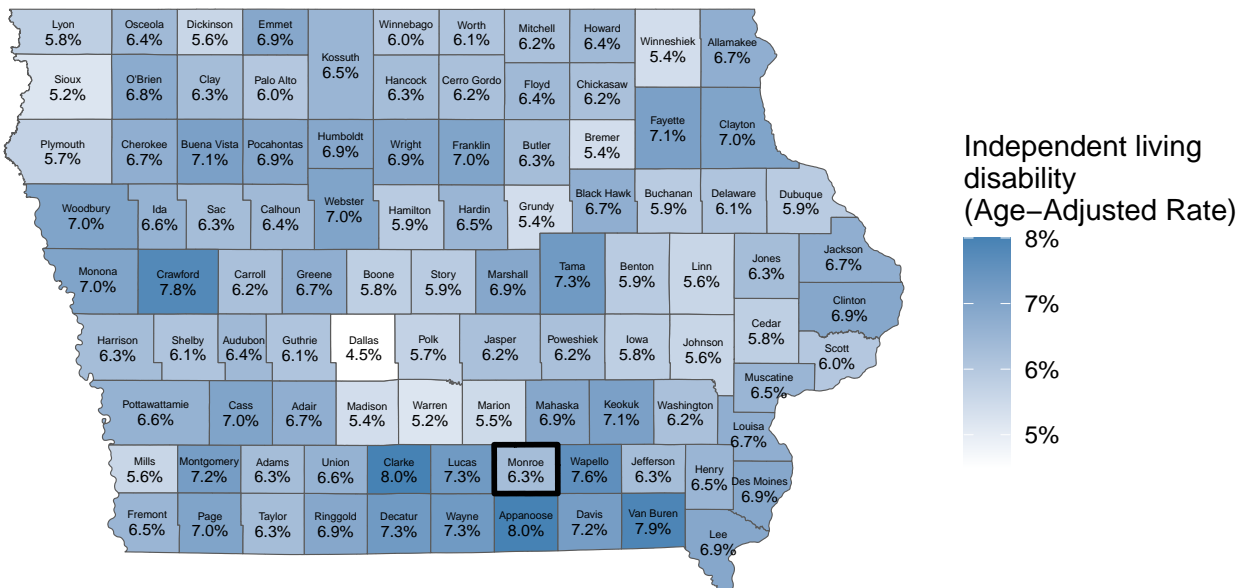 Lyon
5.8%
Osceola
6.4%
Dickinson
5.6%
Emmet
6.9%
Kossuth
6.5%
Winnebago
6.0%
Worth
6.1%
Mitchell
6.2%
Howard
6.4%
Winneshiek
5.4%
Allamakee
6.7%
Sioux
5.2%
O'Brien
6.8%
Clay
6.3%
Palo Alto
6.0%
Hancock
6.3%
Cerro Gordo
6.2%
Floyd
6.4%
Chickasaw
6.2%
Fayette
7.1%
Clayton
7.0%
Plymouth
5.7%
Cherokee
6.7%
Buena Vista
7.1%
Pocahontas
6.9%
Humboldt
6.9%
Wright
6.9%
Franklin
7.0%
Butler
6.3%
Bremer
5.4%
Woodbury
7.0%
Ida
6.6%
Sac
6.3%
Calhoun
6.4%
Webster
7.0%
Hamilton
5.9%
Hardin
6.5%
Grundy
5.4%
Black Hawk
6.7%
Buchanan
5.9%
Delaware
6.1%
Dubuque
5.9%
Monona
7.0%
Crawford
7.8%
Carroll
6.2%
Greene
6.7%
Boone
5.8%
Story
5.9%
Marshall
6.9%
Tama
7.3%
Benton
5.9%
Linn
5.6%
Jones
6.3%
Jackson
6.7%
Clinton
6.9%
Harrison
6.3%
Shelby
6.1%
Audubon
6.4%
Guthrie
6.1%
Dallas
4.5%
Polk
5.7%
Jasper
6.2%
Poweshiek
6.2%
Iowa
5.8%
Johnson
5.6%
Cedar
5.8%
Scott
6.0%
Muscatine
6.5%
Pottawattamie
6.6%
Cass
7.0%
Adair
6.7%
Madison
5.4%
Warren
5.2%
Marion
5.5%
Mahaska
6.9%
Keokuk
7.1%
Washington
6.2%
Louisa
6.7%
Mills
5.6%
Montgomery
7.2%
Adams
6.3%
Union
6.6%
Clarke
8.0%
Lucas
7.3%
Monroe
6.3%
Wapello
7.6%
Jefferson
6.3%
Henry
6.5%
Des Moines
6.9%
Fremont
6.5%
Page
7.0%
Taylor
6.3%
Ringgold
6.9%
Decatur
7.3%
Wayne
7.3%
Appanoose
8.0%
Davis
7.2%
Van Buren
7.9%
Lee
6.9%
Independent living
disability
(Age−Adjusted Rate)
8%
7%
6%
5%